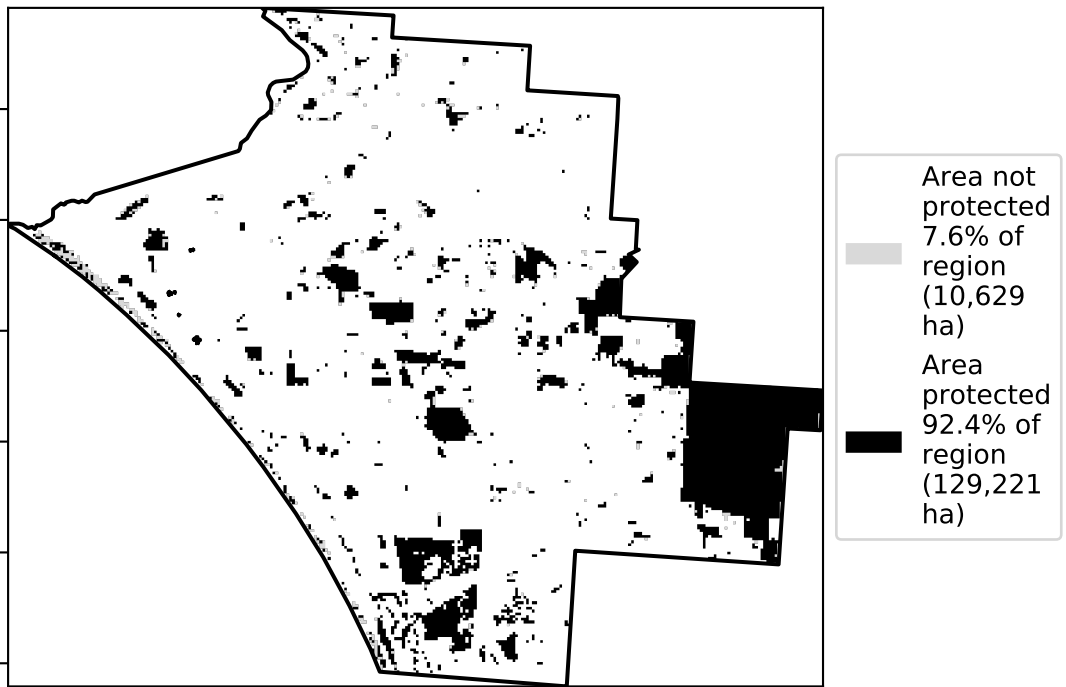 Area not
protected
7.6% of
region
(10,629
ha)
Area
protected
92.4% of
region
(129,221
ha)